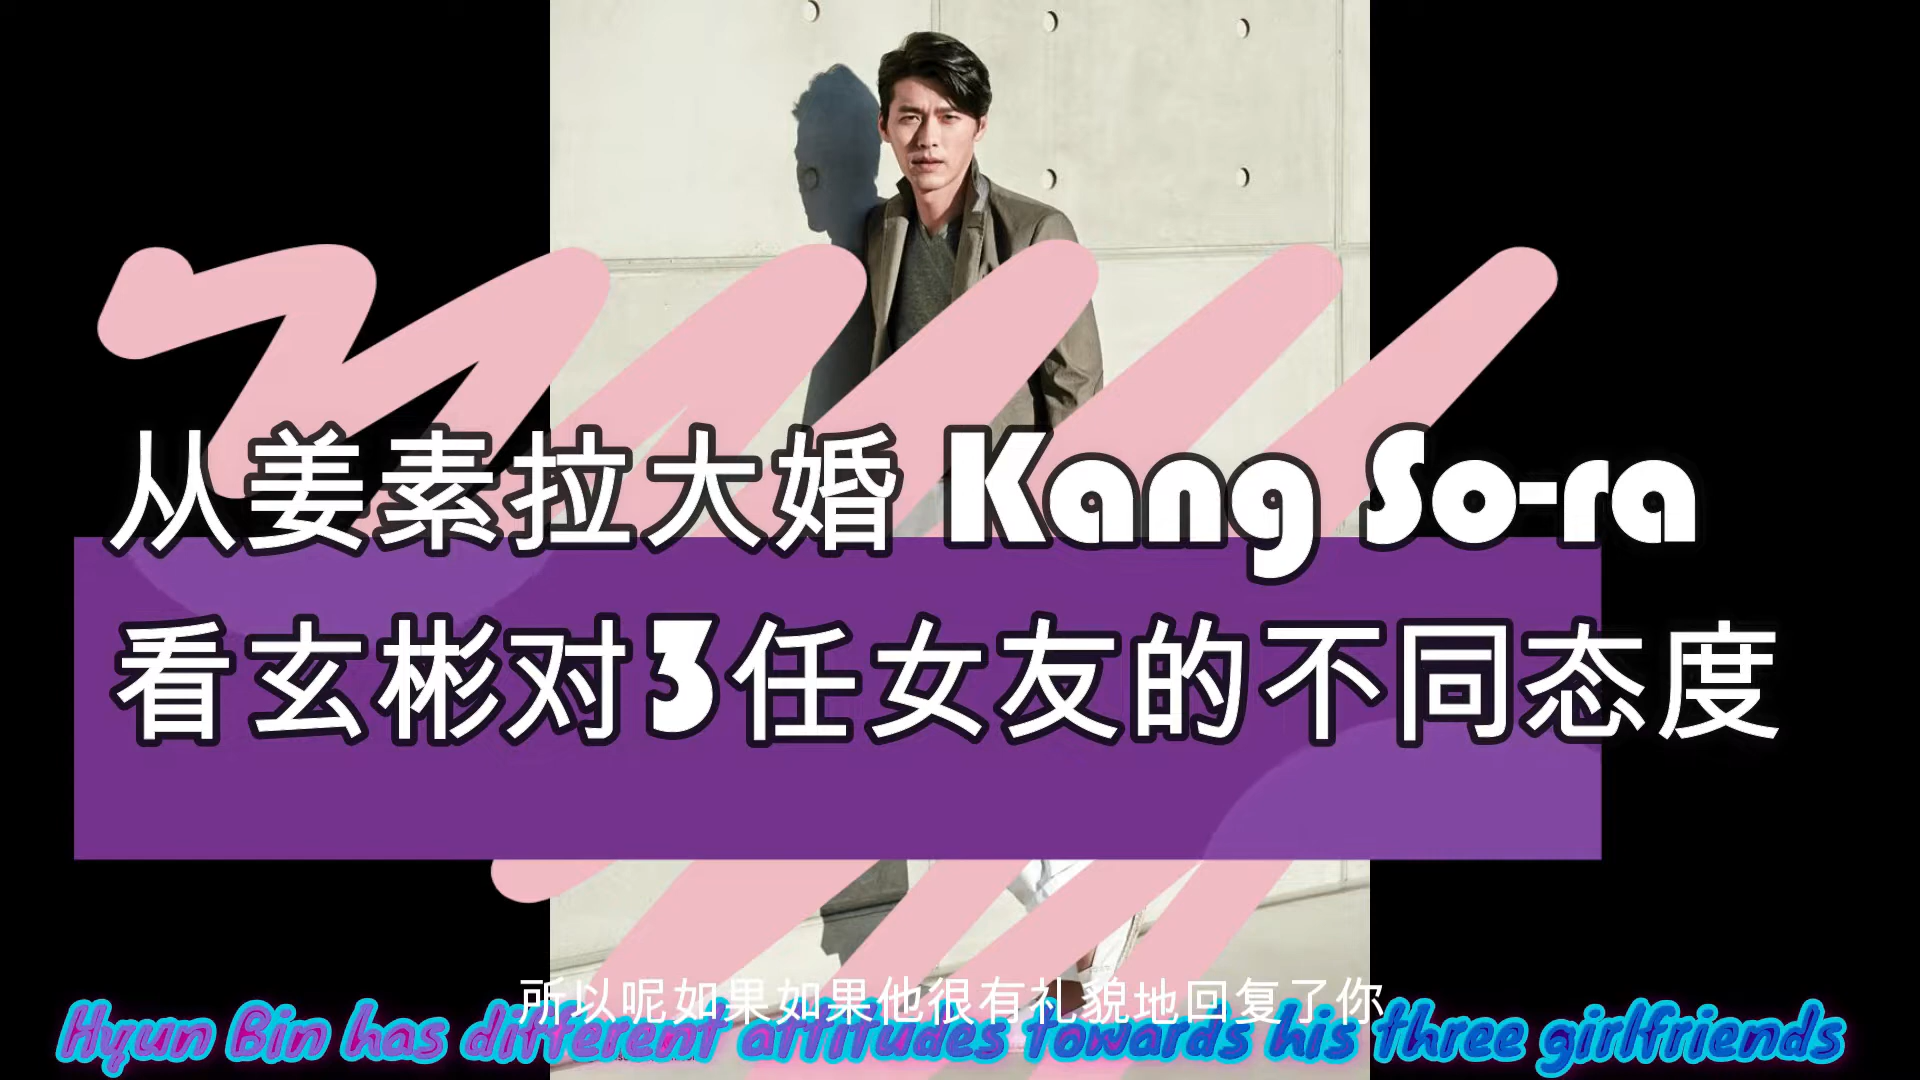 从姜素拉大婚 Kang So-ra
看玄彬对3任女友的不同态度
所以呢如果如果他很有礼貌地回复了你
Hyun Bin has different attitudes towards his three girlfriends